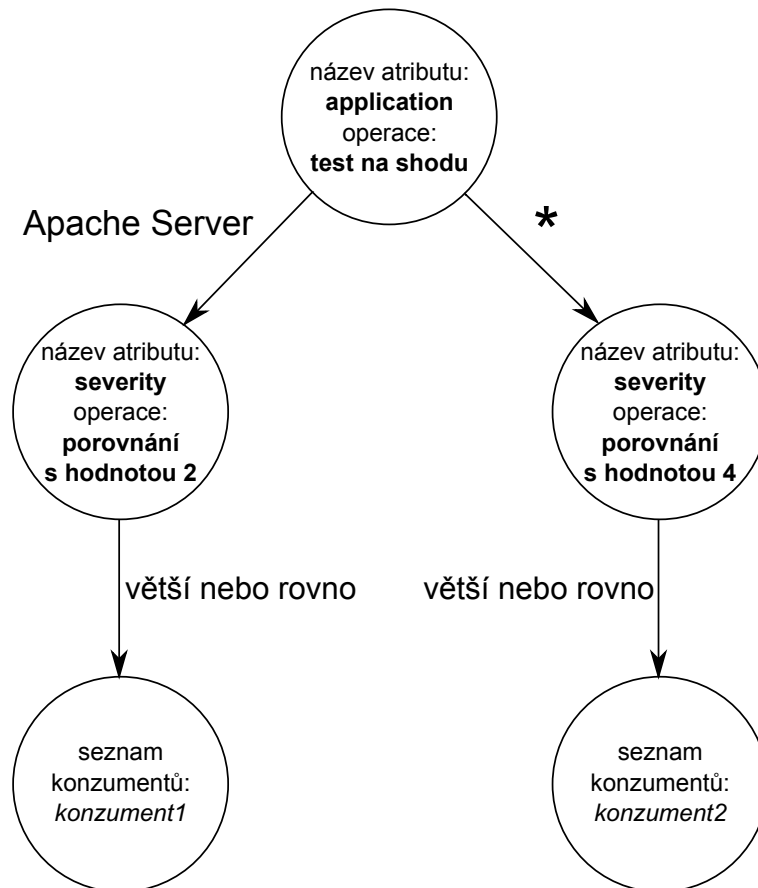 název atributu:
application
operace:
test na shodu
Apache Server
*
název atributu:
severity
operace:
porovnání
s hodnotou 2
název atributu:
severity
operace:
porovnání
s hodnotou 4
větší nebo rovno
větší nebo rovno
seznam
konzumentů:
konzument1
seznam
konzumentů:
konzument2